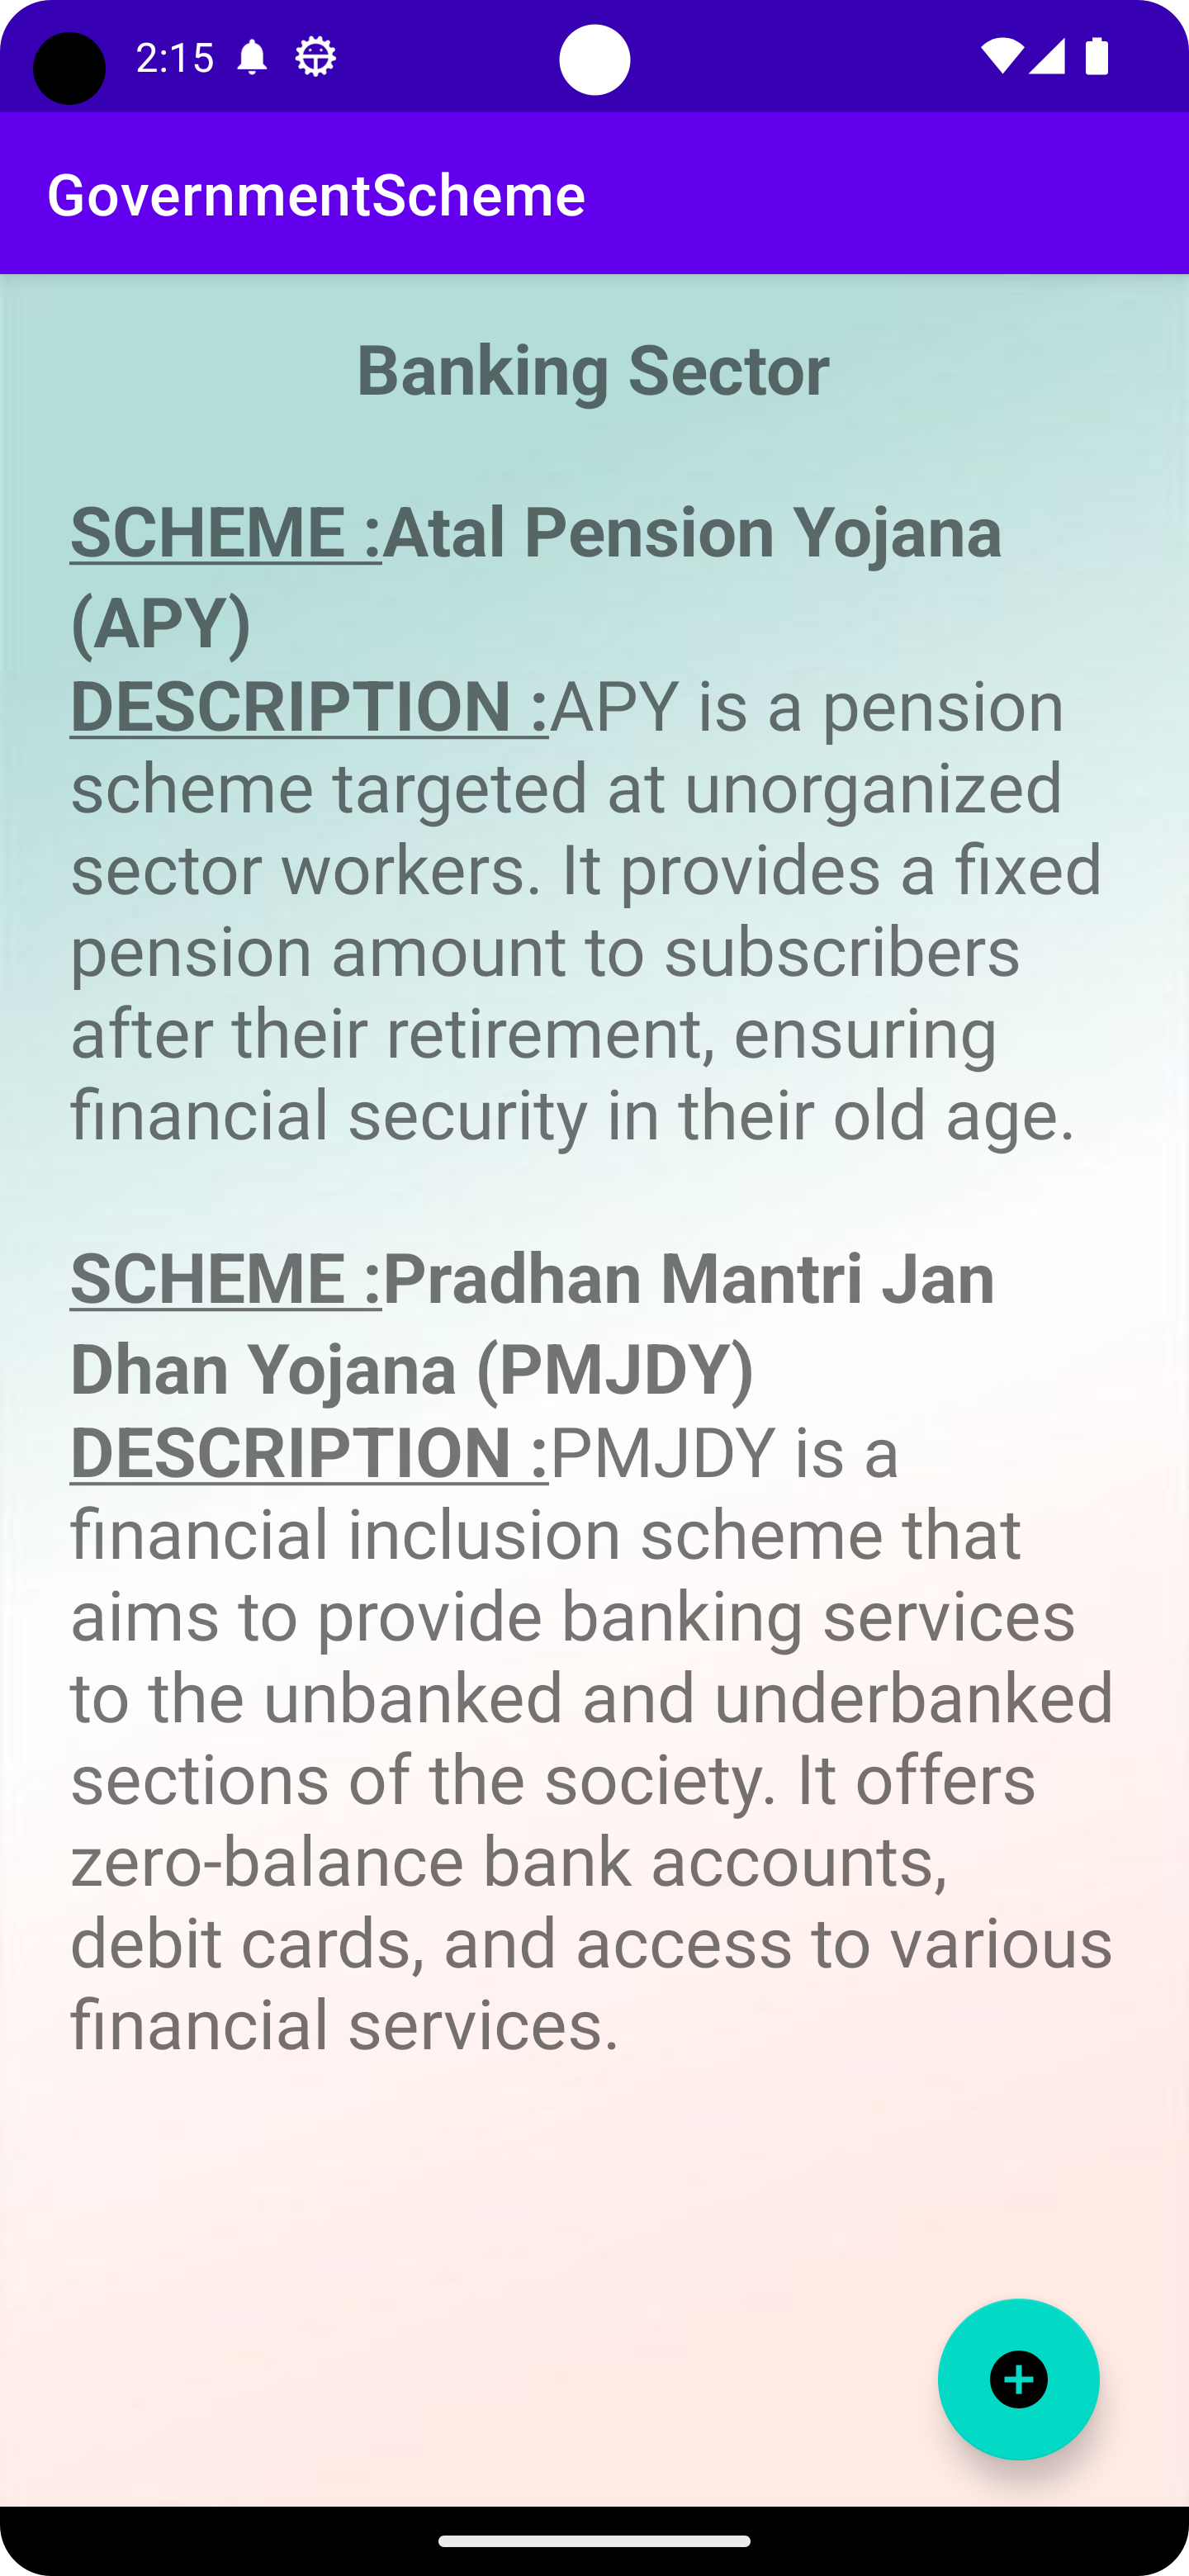 2:15
GovernmentScheme
Banking Sector
SCHEME :Atal Pension Yojana
(APY)
DESCRIPTION :APY is a pension
scheme targeted at unorganized
sector workers. It provides a fixed
pension amount to subscribers
after their retirement, ensuring
financial security in their old age.
SCHEME :Pradhan Mantri Jan
Dhan Yojana (PMJDY)
DESCRIPTION :PMJDY is a
financial inclusion scheme that
aims to provide banking services
to the unbanked and underbanked
sections of the society. It offers
zero-balance bank accounts,
debit cards, and access to various
financial services.